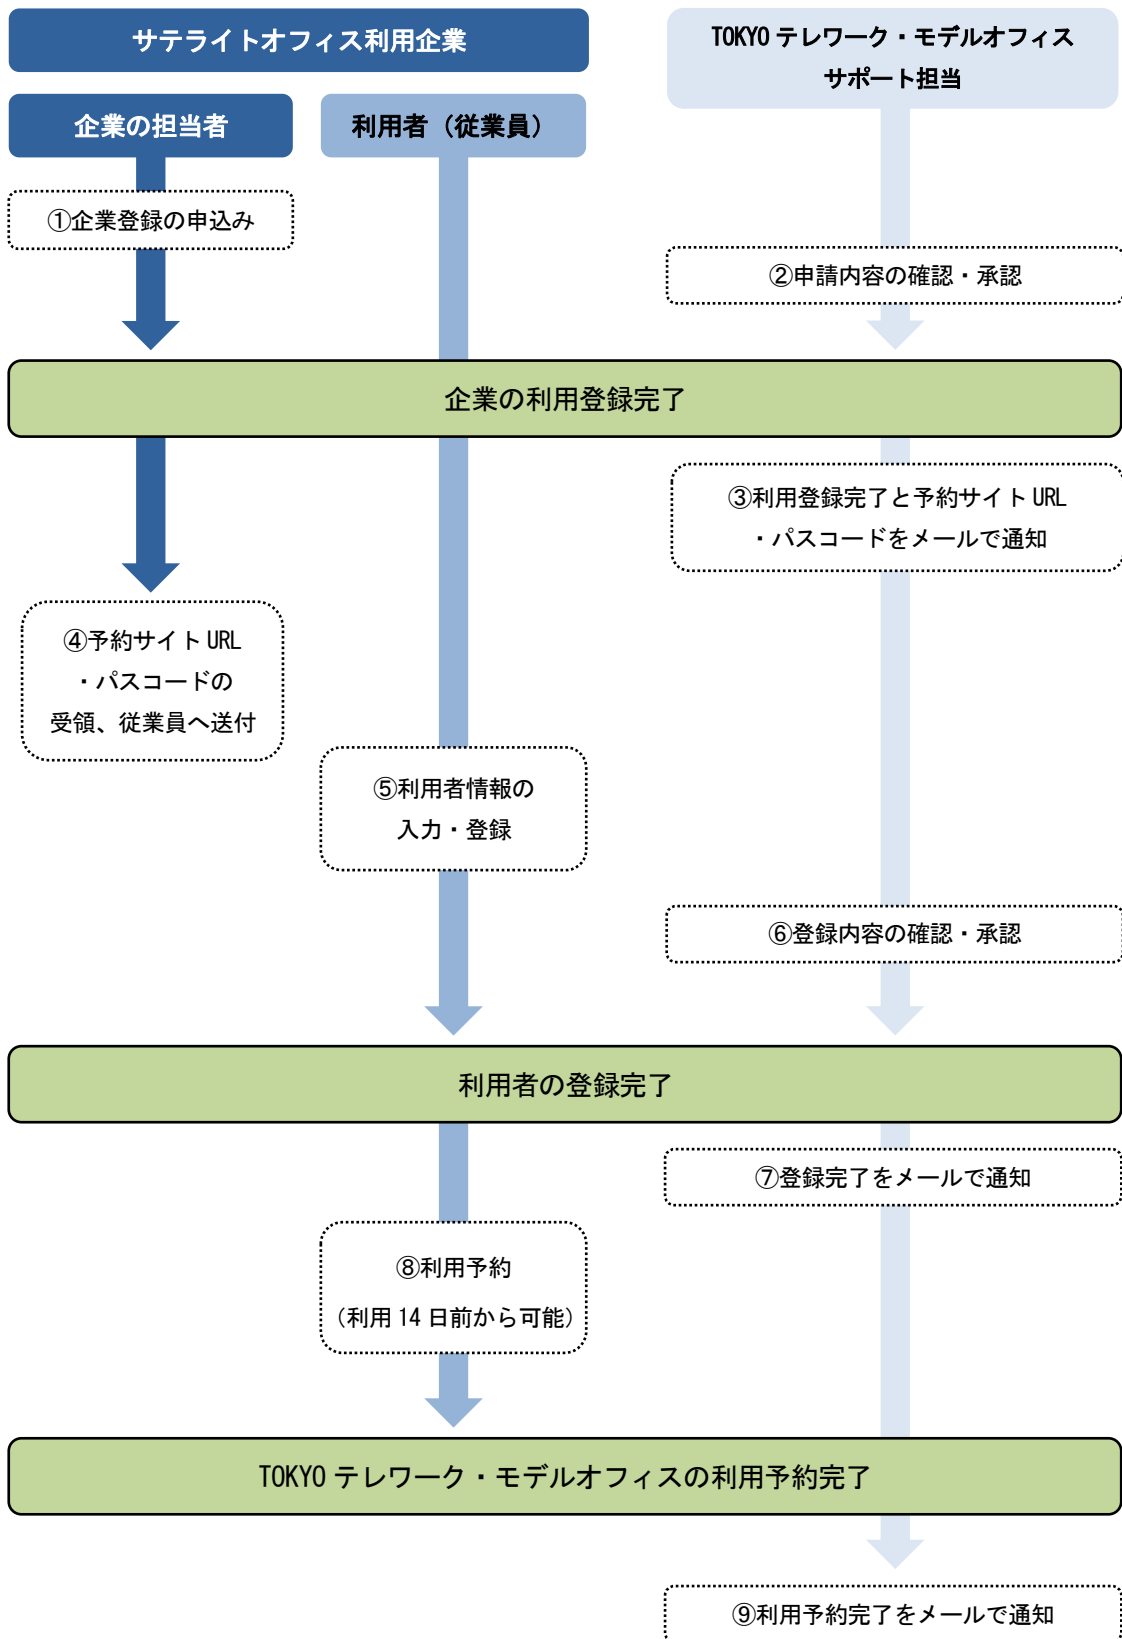 サテライトオフィス利用企業
TOKYO テレワーク・モデルオフィス
サポート担当
企業の担当者
利用者（従業員）
①企業登録の申込み
②申請内容の確認・承認
企業の利用登録完了
③利用登録完了と予約サイト URL
・パスコードをメールで通知
④予約サイト URL
・パスコードの
受領、従業員へ送付
⑤利用者情報の
入力・登録
⑥登録内容の確認・承認
利用者の登録完了
⑦登録完了をメールで通知
⑧利用予約
（利用 14 日前から可能）
TOKYO テレワーク・モデルオフィスの利用予約完了
⑨利用予約完了をメールで通知